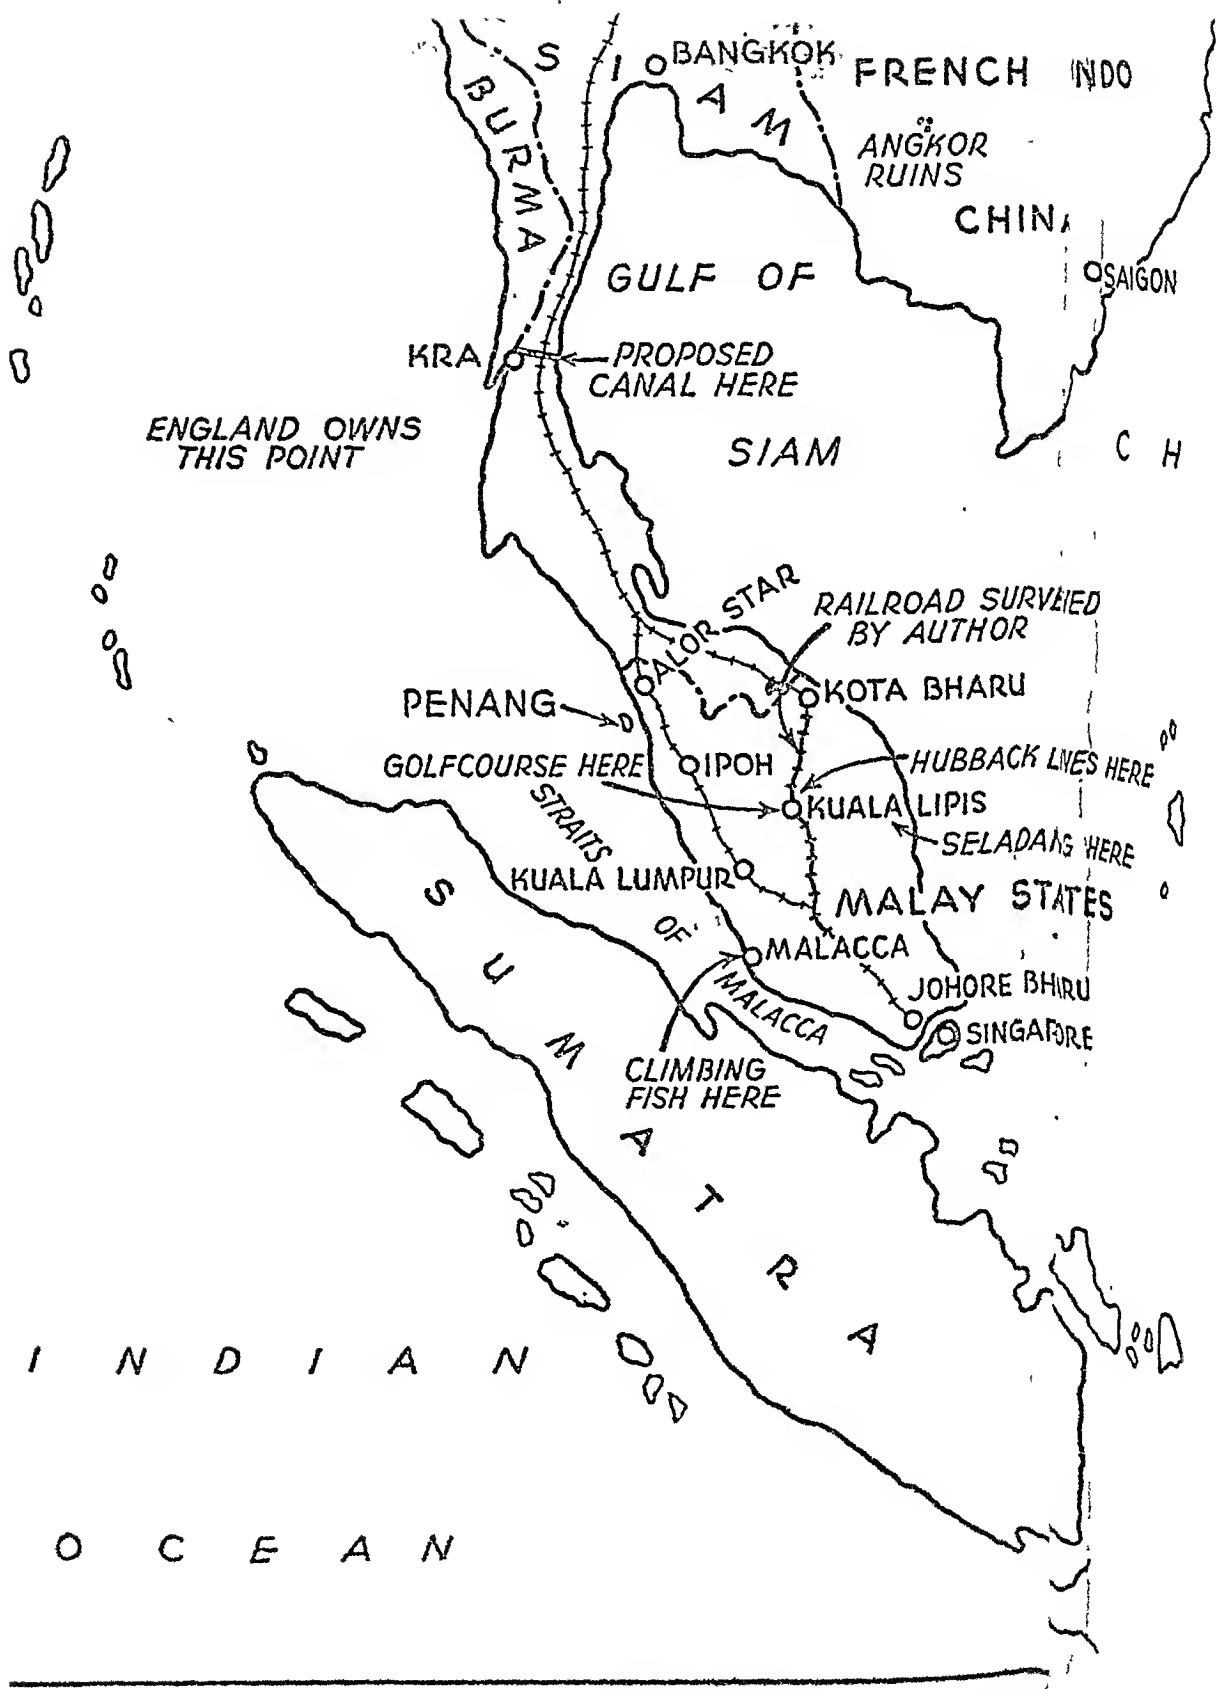 SIAM
BANGKOK
FRENCH INDO
BURMA
ANGKOR
RUINS
CHINA
GULF OF
SAIGON
KRA
PROPOSED
CANAL HERE
ENGLAND OWNS
THIS POINT
SIAM
C H
ALOR STAR
RAILROAD SURVEYED
BY AUTHOR
PENANG
KOTA BHARU
GOLFCOURSE HERE
IPOH
HUBBACK LIVES HERE
STRAITS
KUALA LIPIS
SELADANG HERE
KUALA LUMPUR
MALAY STATES
OF
MALACCA
MALACCA
JOHORE BHIRU
SINGAPORE
CLIMBING
FISH HERE
SUMATRA
INDIAN
OCEAN